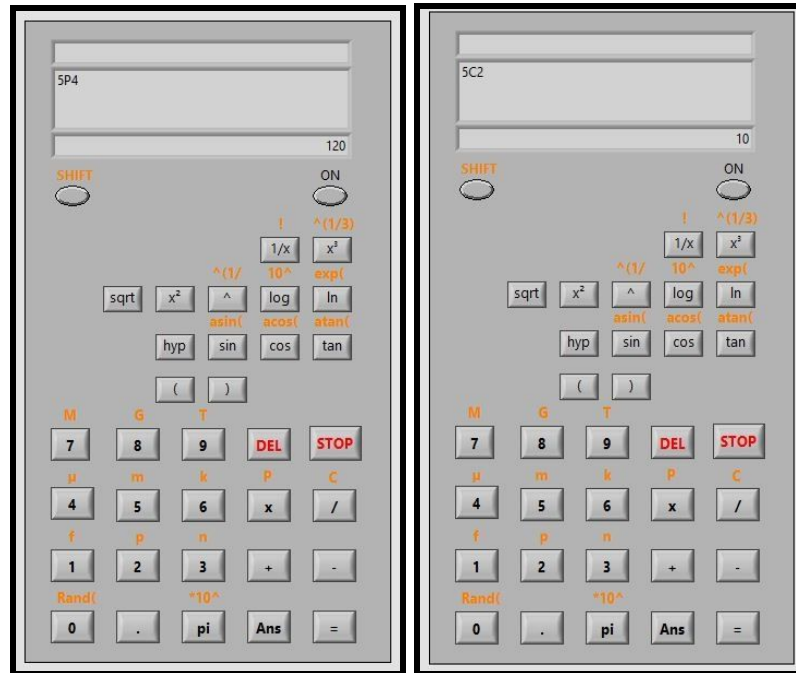 5P4
120
SHIFT ON
! ^(1/3)
1/x x³
^(1/ 10^ exp(
sqrt x² ^ log ln
asin( acos( atan(
hyp sin cos tan
( )
M G T
7 8 9 DEL STOP
µ m k P C
4 5 6 x /
f p n
1 2 3 + -
Rand( *10^
0 . pi Ans =
5C2
10
SHIFT ON
! ^(1/3)
1/x x³
^(1/ 10^ exp(
sqrt x² ^ log ln
asin( acos( atan(
hyp sin cos tan
( )
M G T
7 8 9 DEL STOP
µ m k P C
4 5 6 x /
f p n
1 2 3 + -
Rand( *10^
0 . pi Ans =